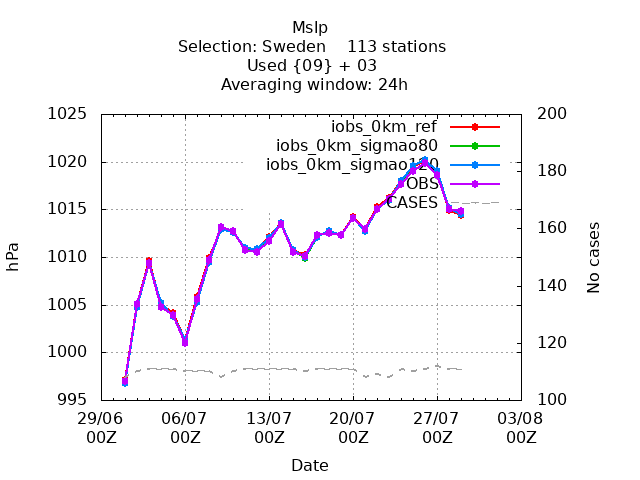 Mslp
Selection: Sweden    113 stations
Used {09} + 03
Averaging window: 24h
iobs_0km_ref
iobs_0km_sigmao80
iobs_0km_sigmao120
OBS
CASES
hPa
1025
1020
1015
1010
1005
1000
995
No cases
200
180
160
140
120
100
29/06 06/07 13/07 20/07 27/07 03/08
00Z 00Z 00Z 00Z 00Z 00Z
Date